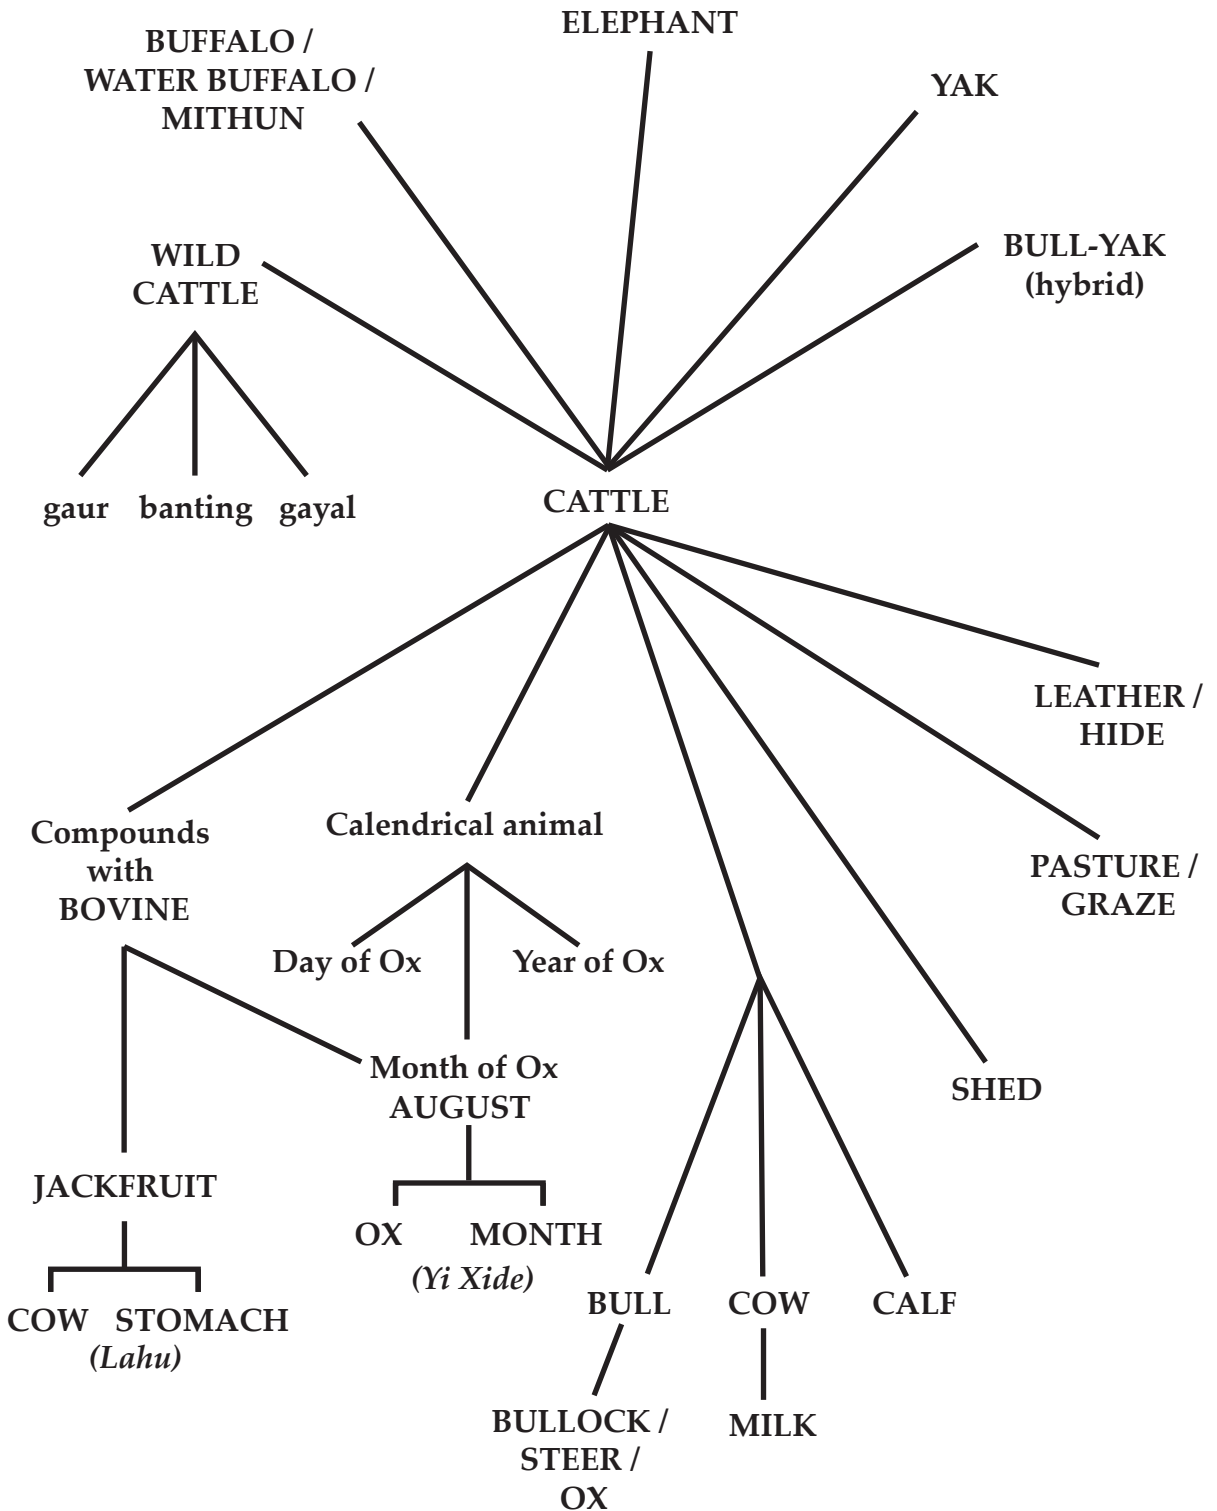 ELEPHANT
BUFFALO /
WATER BUFFALO /
MITHUN
YAK
BULL-YAK
(hybrid)
WILD
CATTLE
gaur banting gayal
CATTLE
LEATHER /
HIDE
Compounds
with
BOVINE
Calendrical animal
PASTURE /
GRAZE
Day of Ox Year of Ox
Month of Ox
AUGUST
SHED
JACKFRUIT
OX MONTH
(Yi Xide)
COW STOMACH
(Lahu)
BULL COW CALF
BULLOCK /
STEER /
OX
MILK